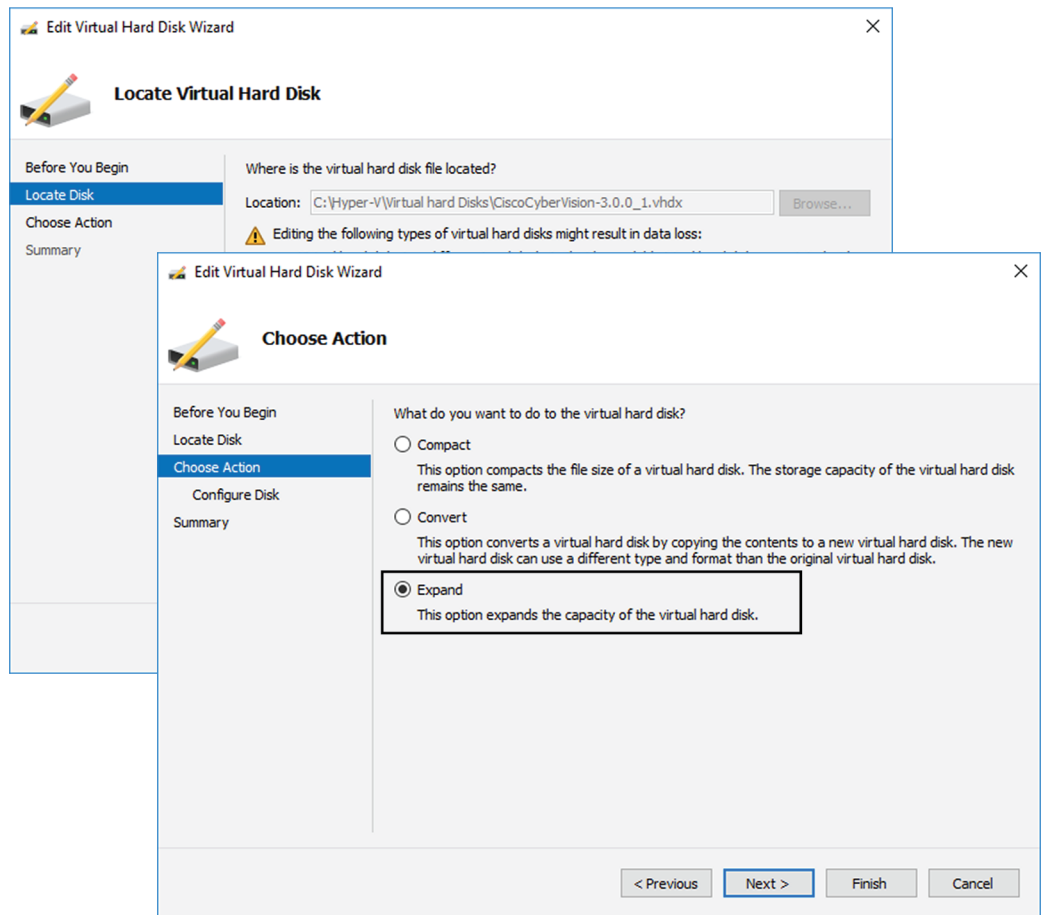 Edit Virtual Hard Disk Wizard
Locate Virtual Hard Disk
Before You Begin
Locate Disk
Choose Action
Summary
Where is the virtual hard disk file located?
Location: C:\Hyper-V\Virtual hard Disks\CiscoCyberVision-3.0.0_1.vhdx Browse...
Editing the following types of virtual hard disks might result in data loss:
Edit Virtual Hard Disk Wizard
Choose Action
Before You Begin
Locate Disk
Choose Action
Configure Disk
Summary
What do you want to do to the virtual hard disk?
Compact
This option compacts the file size of a virtual hard disk. The storage capacity of the virtual hard disk
remains the same.
Convert
This option converts a virtual hard disk by copying the contents to a new virtual hard disk. The new
virtual hard disk can use a different type and format than the original virtual hard disk.
Expand
This option expands the capacity of the virtual hard disk.
< Previous Next > Finish Cancel